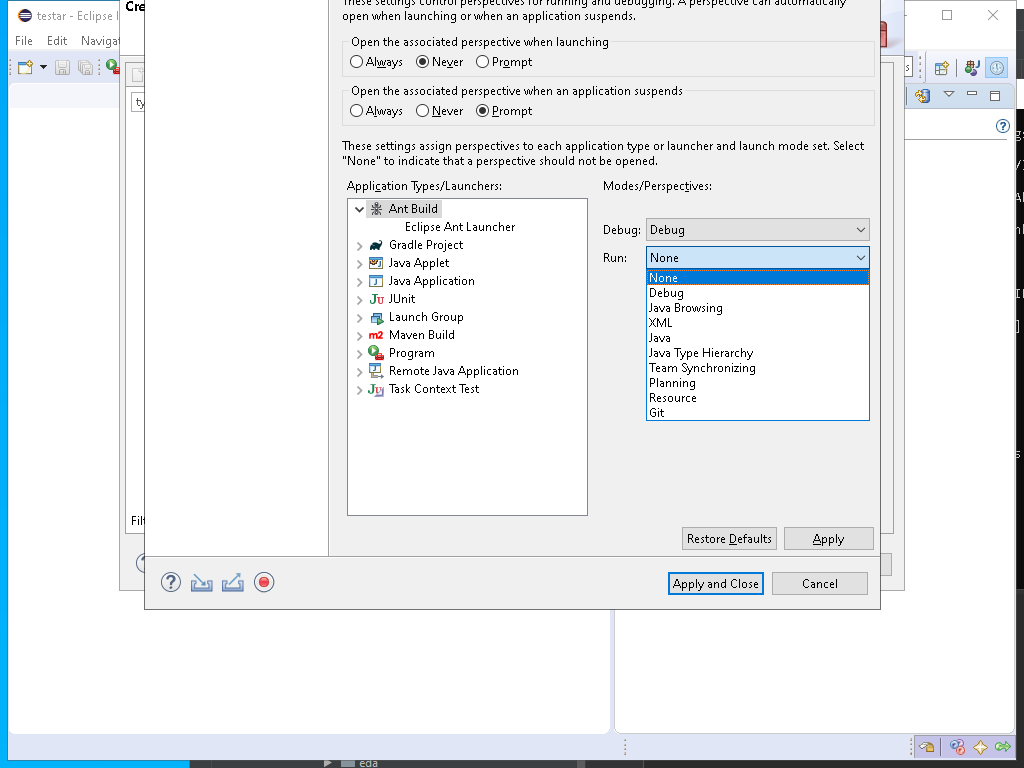 testar - Eclipse I
Cre
File Edit Naviga
These settings control perspectives for running and debugging. A perspective can automatically
open when launching or when an application suspends.
Open the associated perspective when launching
Always Never Prompt
Open the associated perspective when an application suspends
Always Never Prompt
These settings assign perspectives to each application type or launcher and launch mode set. Select
"None" to indicate that a perspective should not be opened.
Application Types/Launchers:
Modes/Perspectives:
Ant Build
Eclipse Ant Launcher
Gradle Project
Java Applet
Java Application
JUnit
Launch Group
Maven Build
Program
Remote Java Application
Task Context Test
Debug: Debug
Run: None
None
Debug
Java Browsing
XML
Java
Java Type Hierarchy
Team Synchronizing
Planning
Resource
Git
ty
Filt
Restore Defaults Apply
Apply and Close Cancel
eda